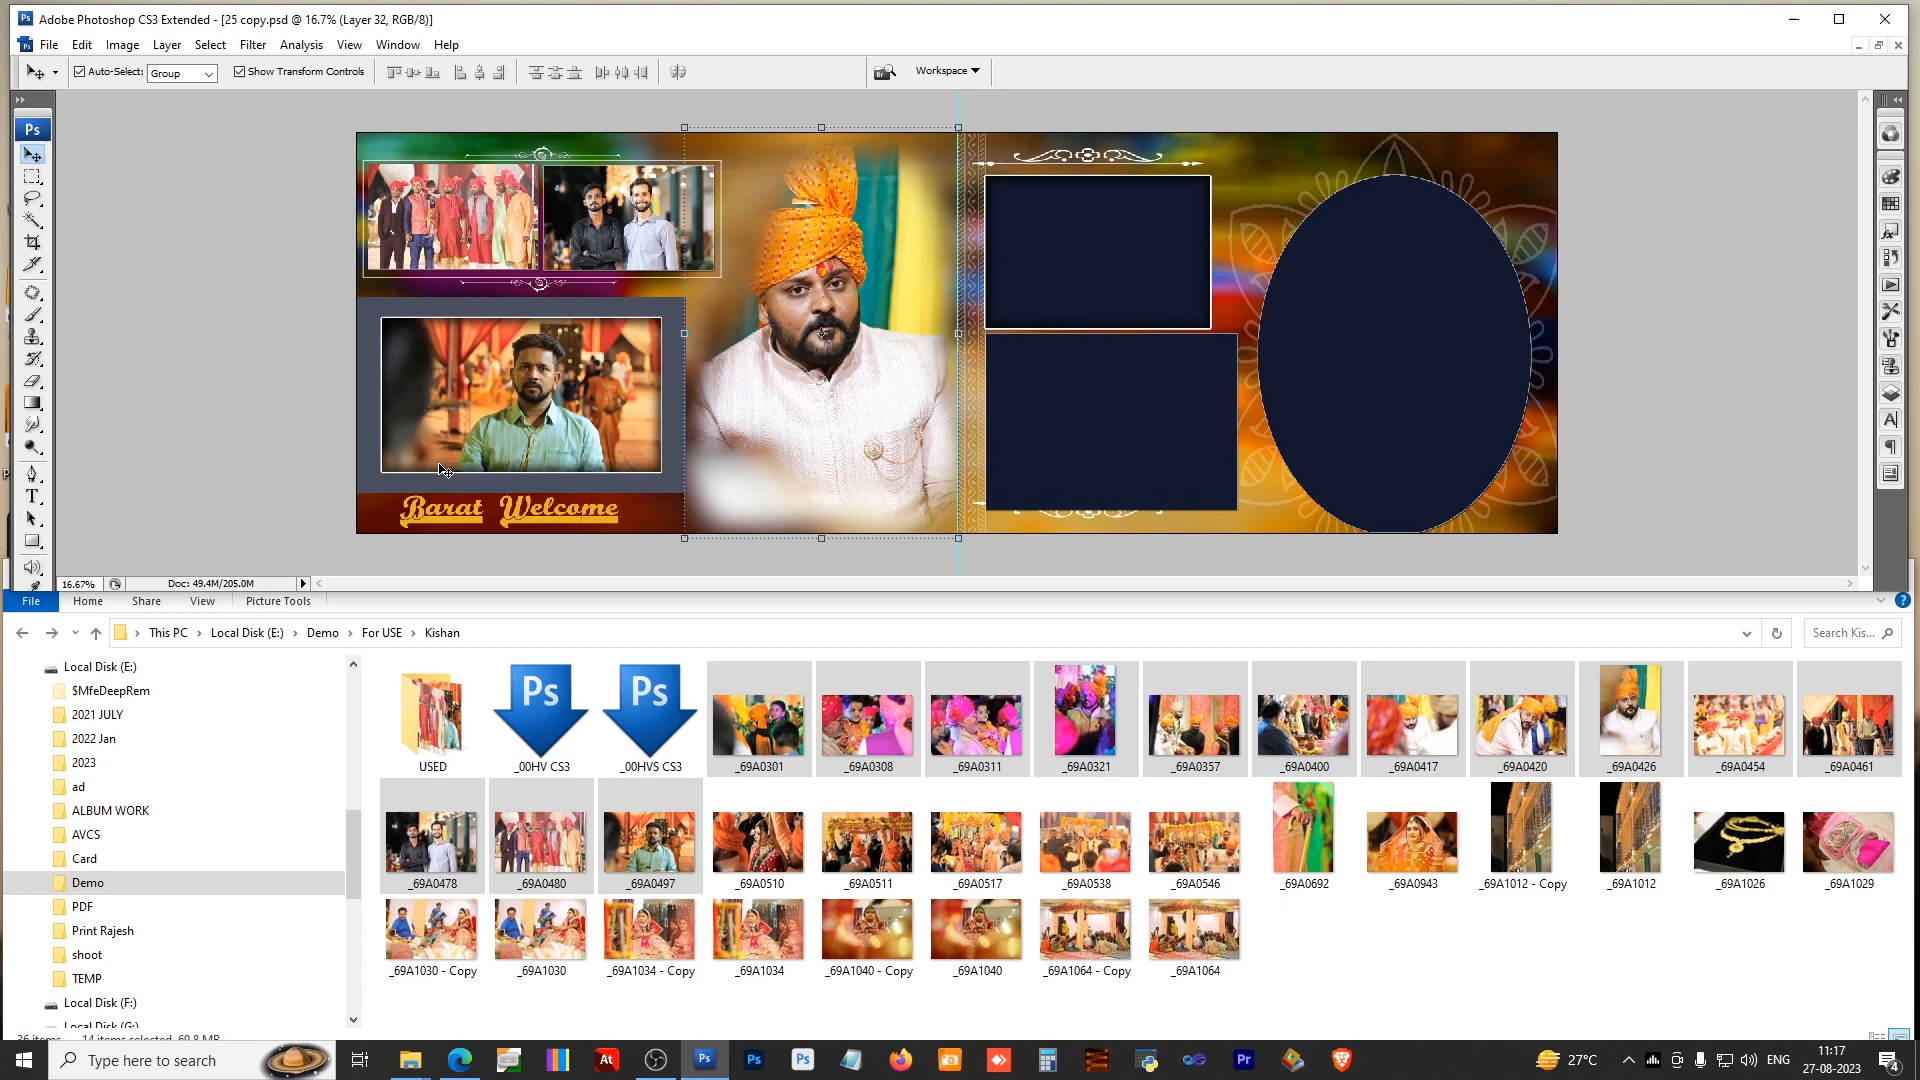 Adobe Photoshop CS3 Extended - [25 copy.psd @ 16.7% (Layer 32, RGB/8)]
File Edit Image Layer Select Filter Analysis View Window Help
Auto-Select: Group Show Transform Controls Workspace
Ps
Barat Welcome
16.67% Doc: 49.4M/205.0M
File Home Share View Picture Tools
This PC > Local Disk (E:) > Demo > For USE > Kishan
Search Kis...
Local Disk (E:)
$MfeDeepRem
2021 JULY
2022 Jan
2023
ad
ALBUM WORK
AVCS
Card
Demo
PDF
Print Rajesh
shoot
TEMP
Local Disk (F:)
Local Disk (G:)
USED _00HV CS3 _00HVS CS3 _69A0301 _69A0308 _69A0311 _69A0321 _69A0357 _69A0400 _69A0417 _69A0420 _69A0426 _69A0454 _69A0461
_69A0478 _69A0480 _69A0497 _69A0510 _69A0511 _69A0517 _69A0538 _69A0546 _69A0692 _69A0943 _69A1012 - Copy _69A1012 _69A1026 _69A1029
_69A1030 - Copy _69A1030 _69A1034 - Copy _69A1034 _69A1040 - Copy _69A1040 _69A1064 - Copy _69A1064
36 items 14 items selected 69.8 MB
Type here to search
27°C ENG
11:17
27-08-2023
4